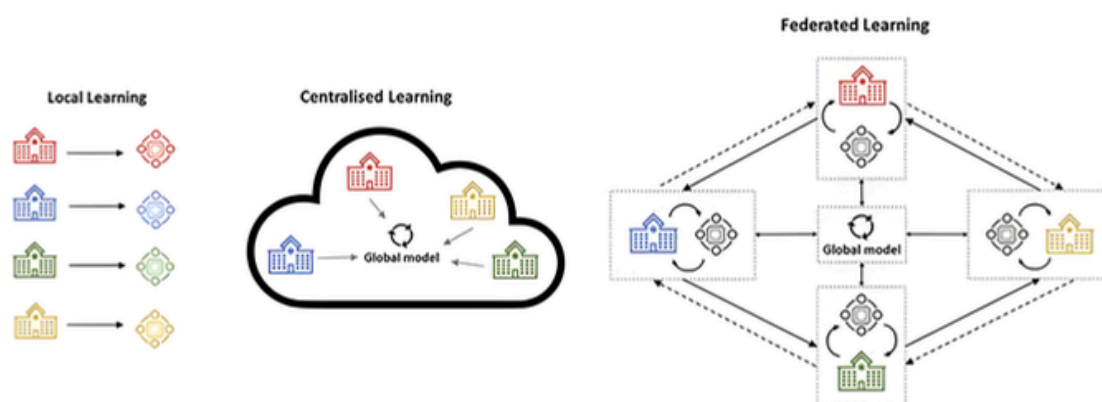 Federated Learning
Local Learning
Centralised Learning
Global model
Global model